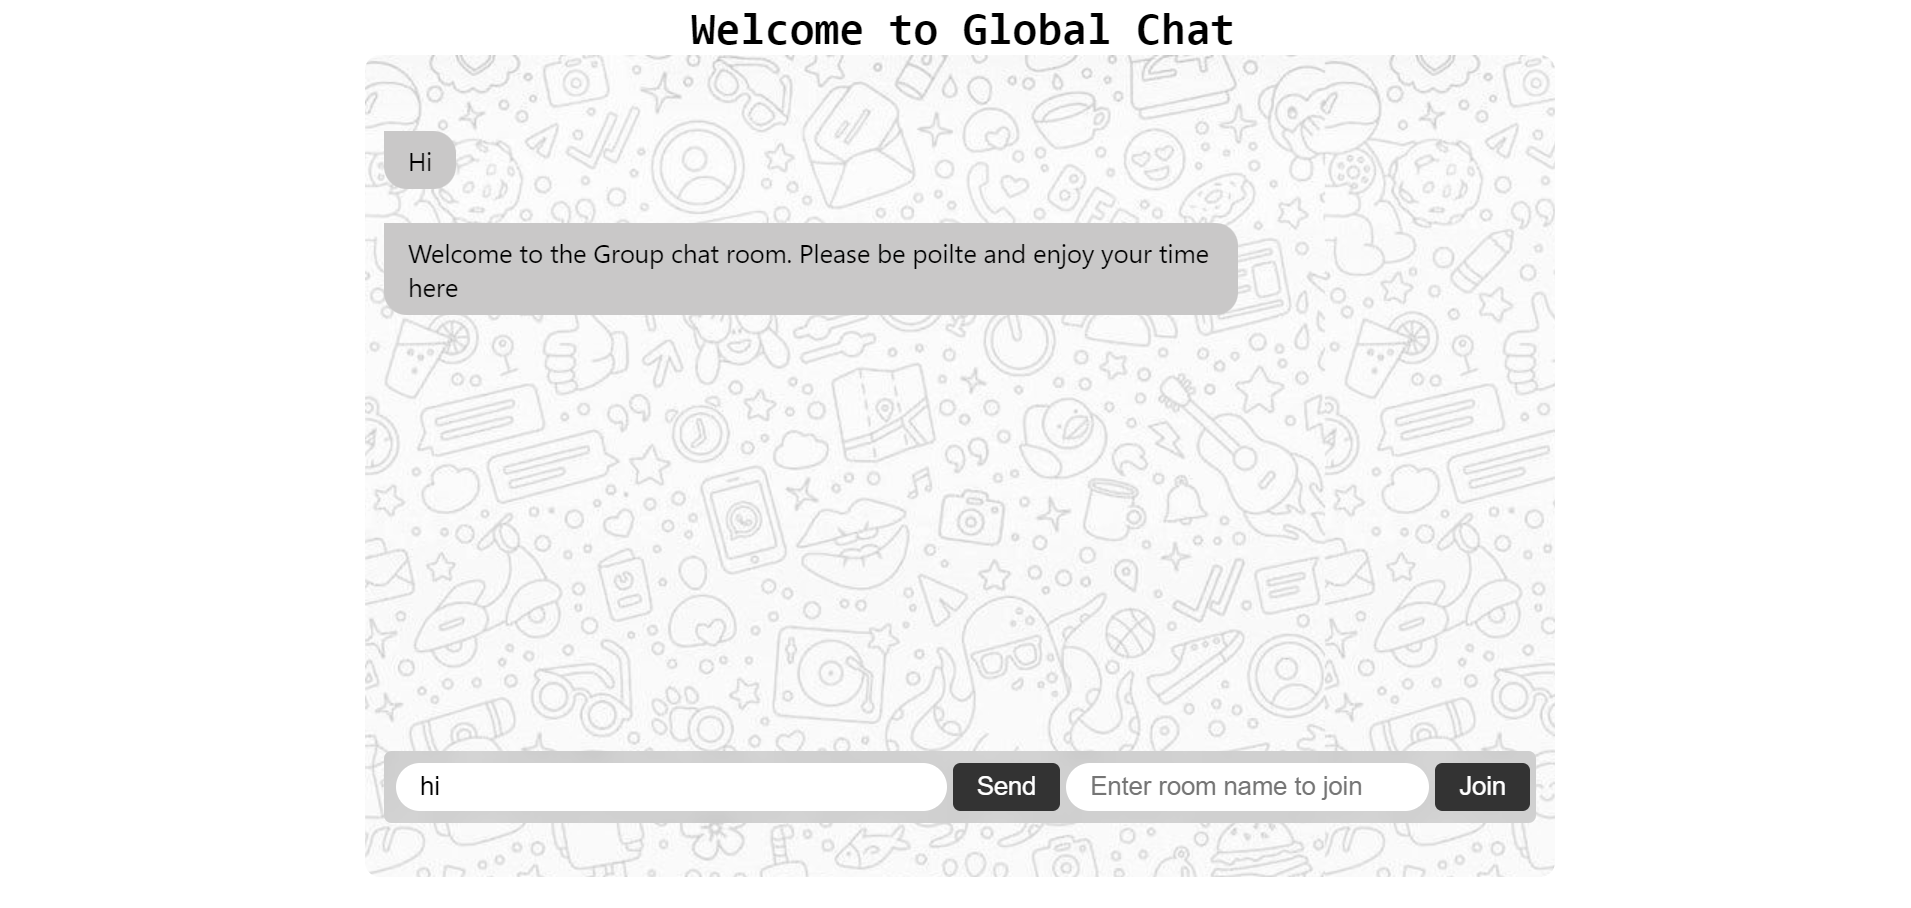 Welcome to Global Chat
Hi
Welcome to the Group chat room. Please be poilte and enjoy your time
here
hi
Send
Enter room name to join
Join